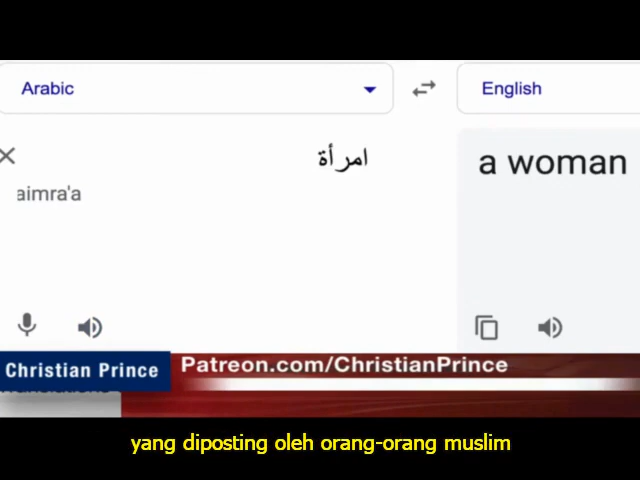 Arabic
English
امرأة
a woman
aimra'a
Christian Prince
Patreon.com/ChristianPrince
yang diposting oleh orang-orang muslim